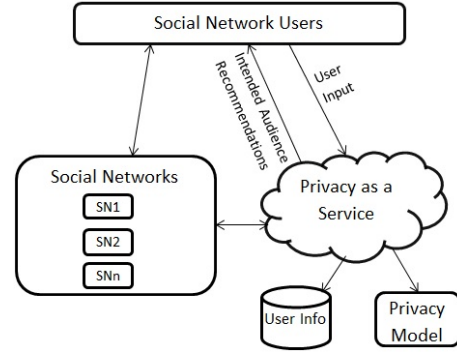 Social Network Users
Intended Audience
Recommendations
User
Input
Social Networks
SN1
SN2
SNn
Privacy as a
Service
User Info
Privacy
Model